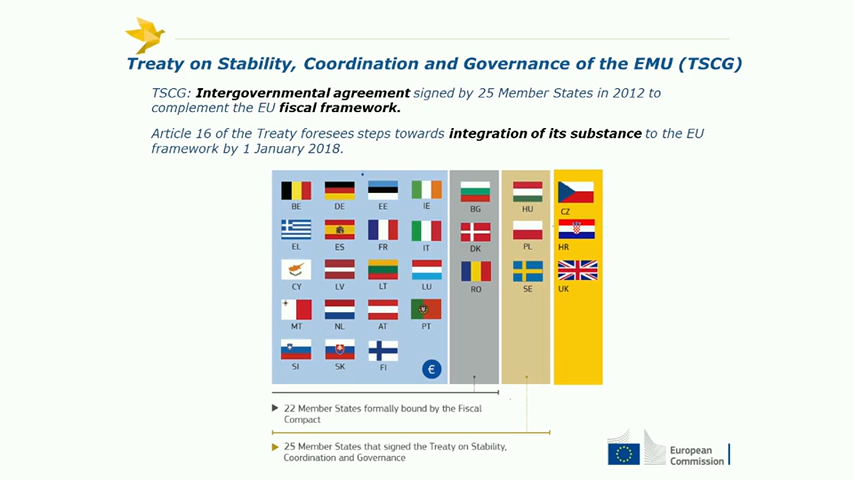 Treaty on Stability, Coordination and Governance of the EMU (TSCG)
TSCG: Intergovernmental agreement signed by 25 Member States in 2012 to
complement the EU fiscal framework.
Article 16 of the Treaty foresees steps towards integration of its substance to the EU
framework by 1 January 2018.
BE DE EE IE BG HU CZ
EL ES FR IT DK PL HR
CY LV LT LU RO SE UK
MT NL AT PT
SI SK FI €
22 Member States formally bound by the Fiscal
Compact
25 Member States that signed the Treaty on Stability,
Coordination and Governance
European
Commission